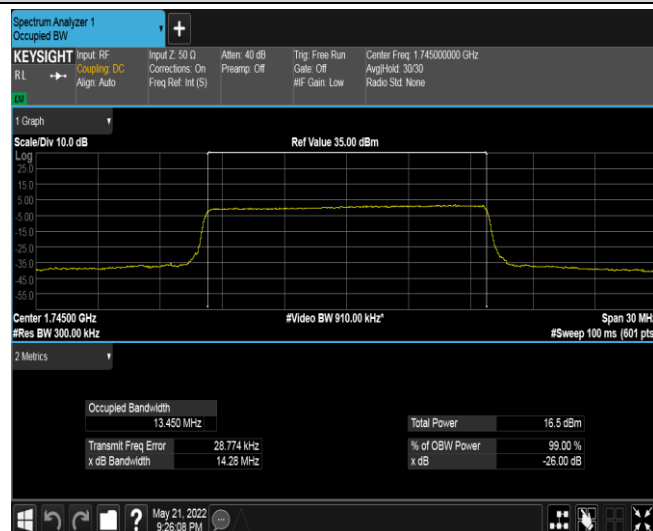 Spectrum Analyzer 1
Occupied BW
+
KEYSIGHT
RL
Input: RF
Coupling: DC
Align: Auto
Input Z: 50 Ω
Corrections: On
Freq Ref: Int (S)
Atten: 40 dB
Preamp: Off
Trig: Free Run
Gate: Off
#IF Gain: Low
Center Freq: 1.745000000 GHz
Avg|Hold: 30/30
Radio Std: None
1 Graph
Scale/Div 10.0 dB
Ref Value 35.00 dBm
Log
25.0
15.0
5.00
-5.00
-15.0
-25.0
-35.0
-45.0
-55.0
Center 1.74500 GHz
#Video BW 910.00 kHz*
Span 30 MHz
#Res BW 300.00 kHz
#Sweep 100 ms (601 pts
2 Metrics
Occupied Bandwidth
13.450 MHz
Total Power 16.5 dBm
Transmit Freq Error 28.774 kHz
% of OBW Power 99.00 %
x dB Bandwidth 14.28 MHz
x dB -26.00 dB
?
May 21, 2022
9:26:08 PM